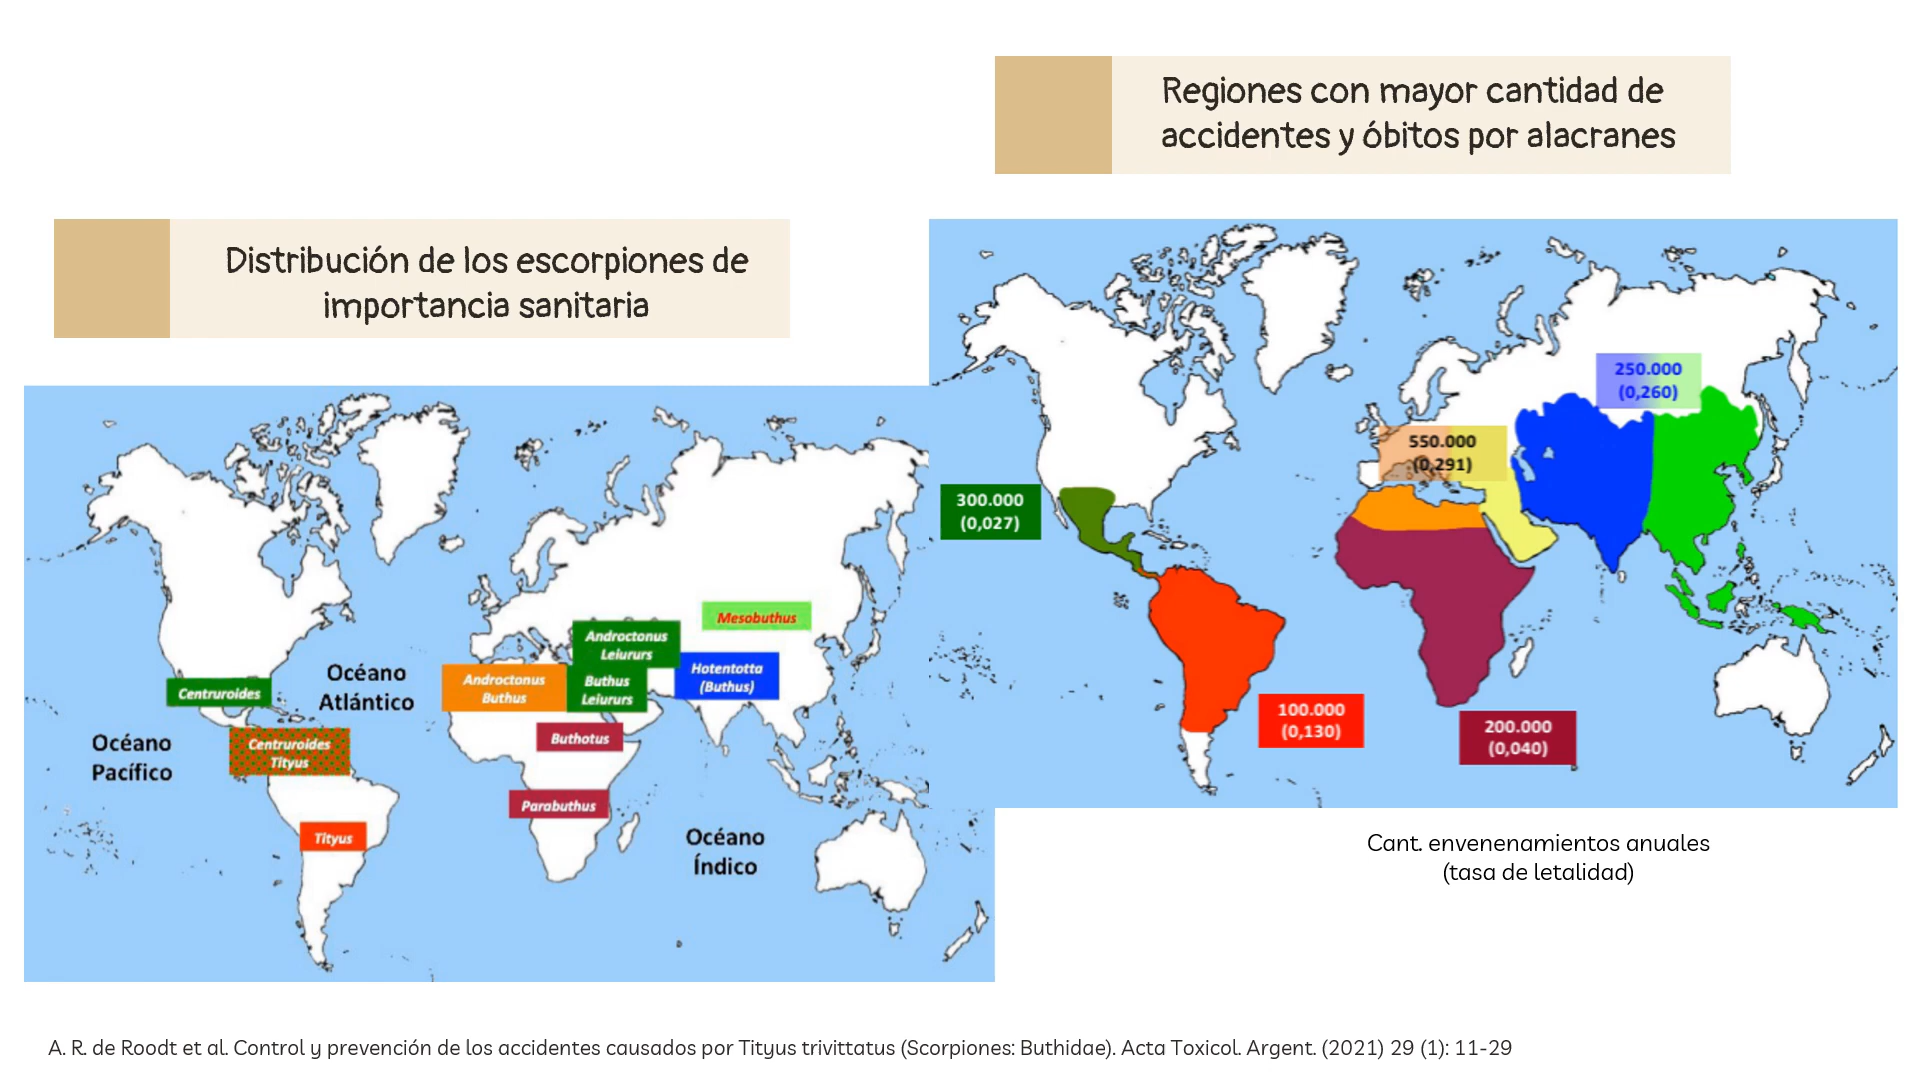 Regiones con mayor cantidad de
accidentes y óbitos por alacranes
Distribución de los escorpiones de
importancia sanitaria
Mesobuthus
Androctonus
Leiururs
Hotentotta
(Buthus)
Androctonus
Buthus
Buthus
Leiururs
Centruroides
Océano
Atlántico
Buthotus
Centruroides
Tityus
Océano
Pacífico
Parabuthus
Tityus
Océano
Índico
250.000
(0,260)
550.000
(0,291)
300.000
(0,027)
100.000
(0,130)
200.000
(0,040)
Cant. envenenamientos anuales
(tasa de letalidad)
A. R. de Roodt et al. Control y prevención de los accidentes causados por Tityus trivittatus (Scorpiones: Buthidae). Acta Toxicol. Argent. (2021) 29 (1): 11-29